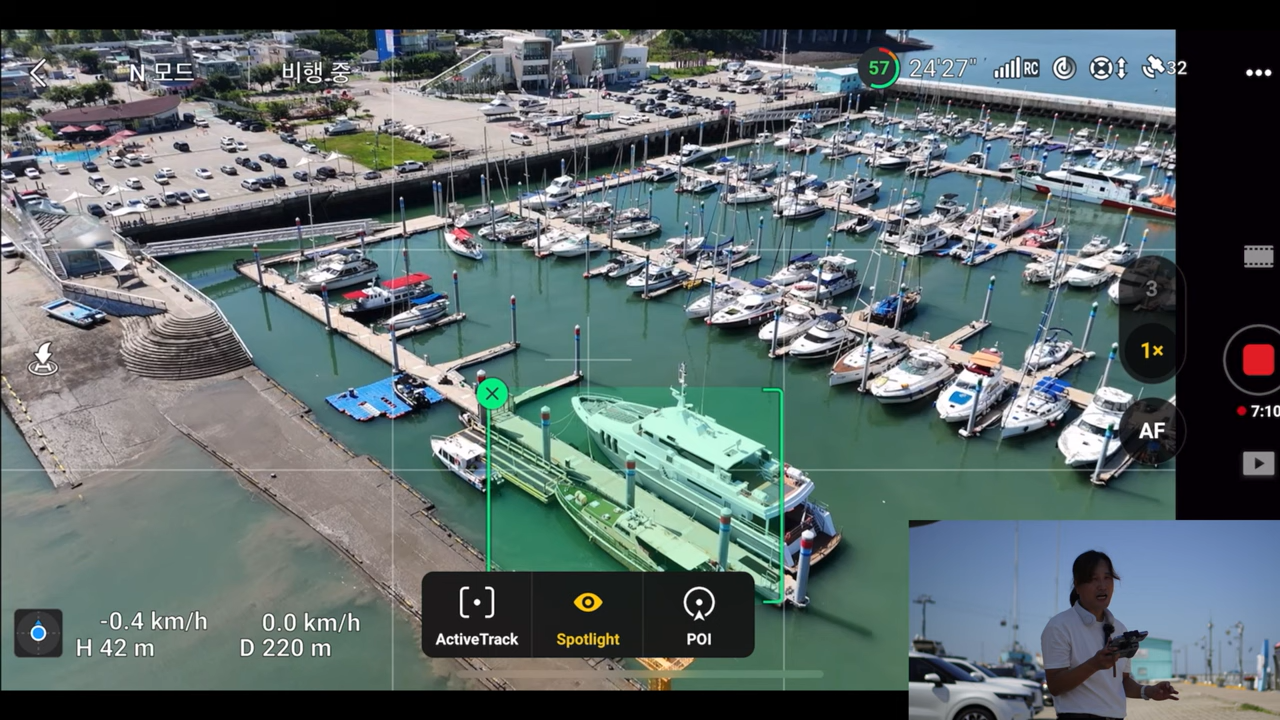 N 모드
비행 중
57
24'27"
RC
32
3
1×
7:10
AF
-0.4 km/h
0.0 km/h
H 42 m
D 220 m
ActiveTrack
Spotlight
POI